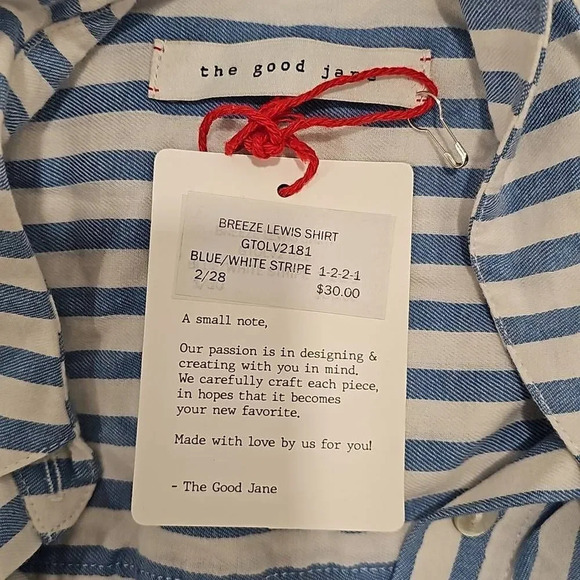 the good jane
BREEZE LEWIS SHIRT
GTOLV2181
BLUE/WHITE STRIPE 1-2-2-1
2/28 $30.00
A small note,
Our passion is in designing &
creating with you in mind.
We carefully craft each piece,
in hopes that it becomes
your new favorite.
Made with love by us for you!
- The Good Jane